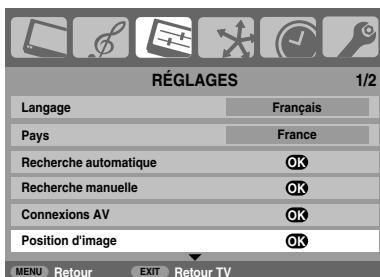 RÉGLAGES 1/2
Langage Français
Pays France
Recherche automatique OK
Recherche manuelle OK
Connexions AV OK
Position d'image OK
MENU Retour EXIT Retour TV